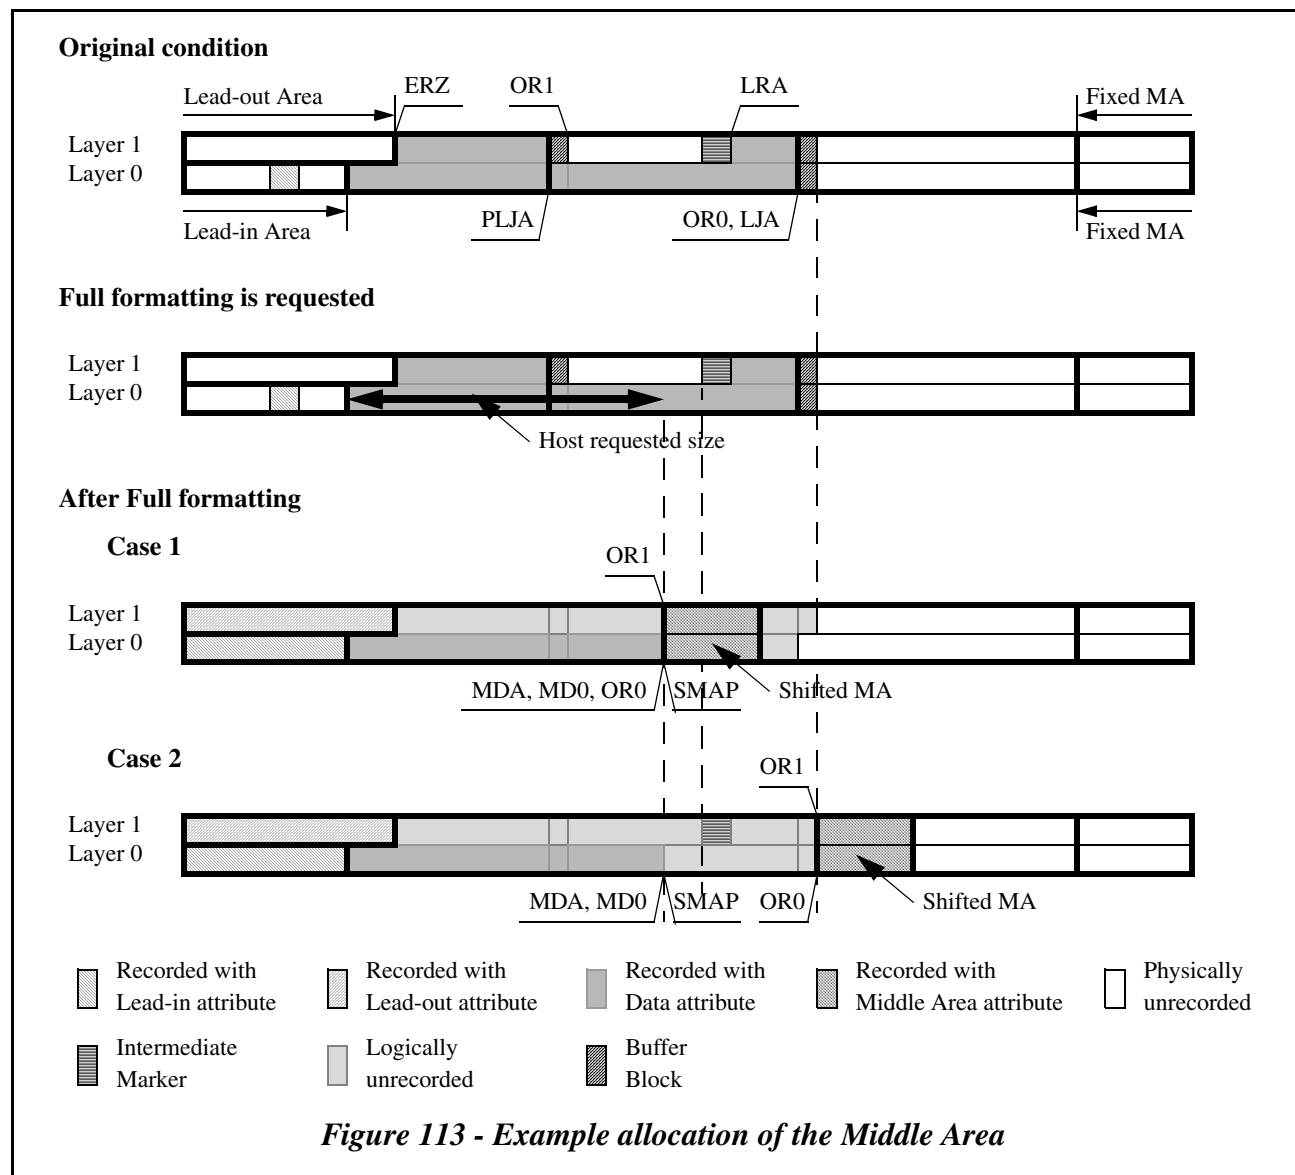 Original condition
ERZ OR1 LRA
Lead-out Area Fixed MA
Layer 1
Layer 0
PLJA OR0, LJA
Lead-in Area Fixed MA
Full formatting is requested
Layer 1
Layer 0
Host requested size
After Full formatting
Case 1
OR1
Layer 1
Layer 0
MDA, MD0, OR0 SMAP Shifted MA
Case 2
OR1
Layer 1
Layer 0
MDA, MD0 SMAP OR0 Shifted MA
Recorded with Lead-in attribute
Recorded with Lead-out attribute
Recorded with Data attribute
Recorded with Middle Area attribute
Physically unrecorded
Intermediate Marker
Logically unrecorded
Buffer Block
Figure 113 - Example allocation of the Middle Area